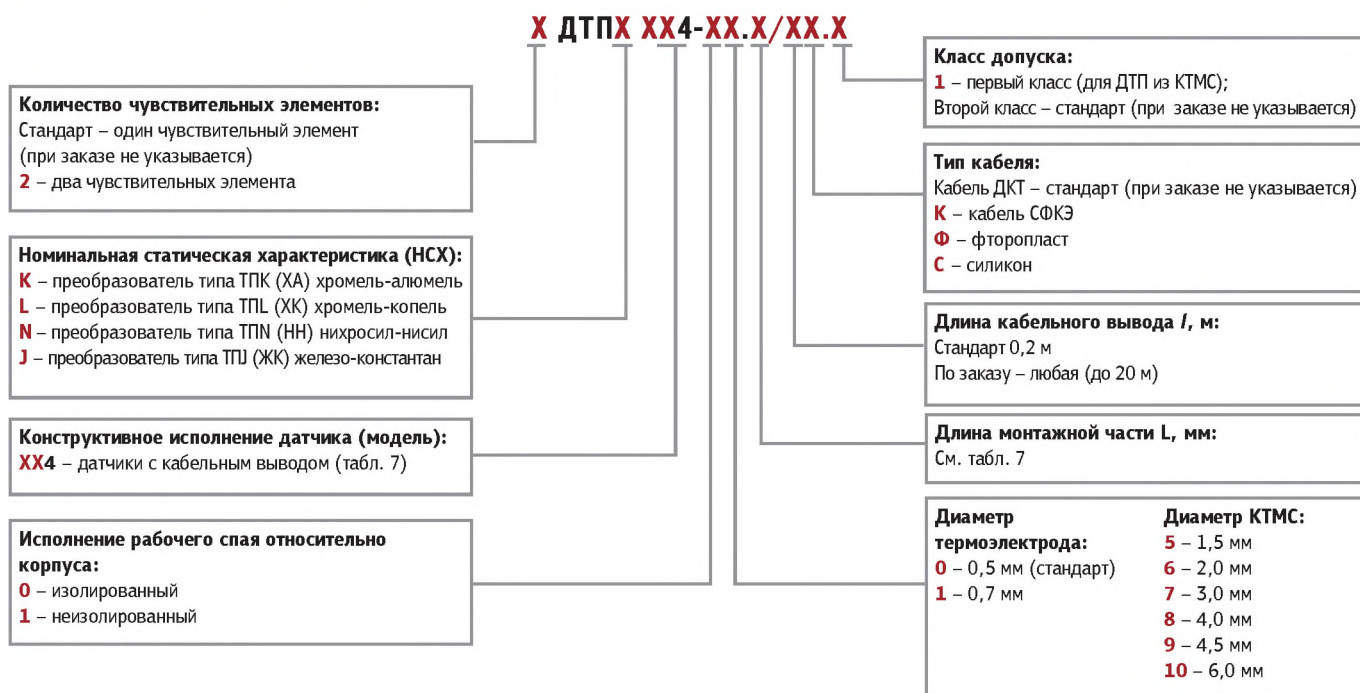 Х ДТПХ ХХ4-ХХ.Х/ХХ.Х
Количество чувствительных элементов:
Стандарт – один чувствительный элемент
(при заказе не указывается)
2 – два чувствительных элемента
Номинальная статическая характеристика (НСХ):
K – преобразователь типа ТПK (ХА) хромель-алюмель
L – преобразователь типа ТПL (ХК) хромель-копель
N – преобразователь типа ТПN (НН) нихросил-нисил
J – преобразователь типа ТПJ (ЖК) железо-константан
Конструктивное исполнение датчика (модель):
ХХ4 – датчики с кабельным выводом (табл. 7)
Исполнение рабочего спая относительно
корпуса:
0 – изолированный
1 – неизолированный
Класс допуска:
1 – первый класс (для ДТП из КТМС);
Второй класс – стандарт (при заказе не указывается)
Тип кабеля:
Кабель ДКТ – стандарт (при заказе не указывается)
К – кабель СФКЭ
Ф – фторопласт
С – силикон
Длина кабельного вывода l, м:
Стандарт 0,2 м
По заказу – любая (до 20 м)
Длина монтажной части L, мм:
См. табл. 7
Диаметр
термоэлектрода:
0 – 0,5 мм (стандарт)
1 – 0,7 мм
Диаметр КТМС:
5 – 1,5 мм
6 – 2,0 мм
7 – 3,0 мм
8 – 4,0 мм
9 – 4,5 мм
10 – 6,0 мм